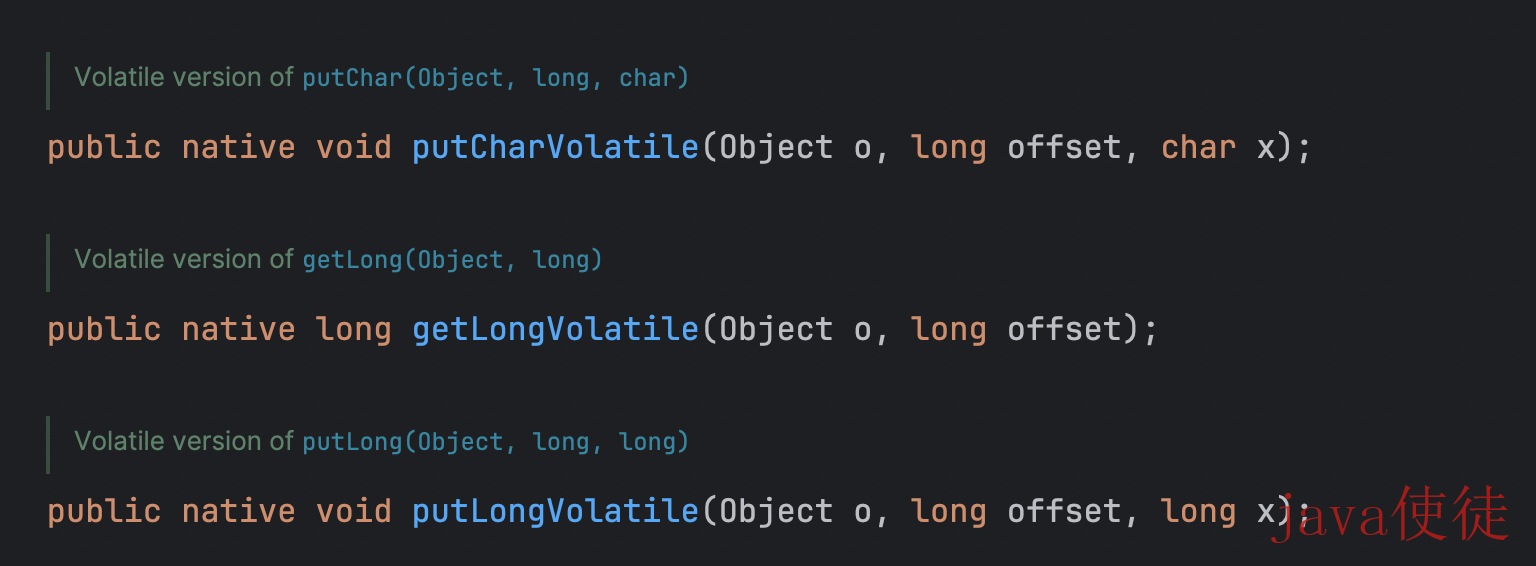 Volatile version of putChar(Object, long, char)
public native void putCharVolatile(Object o, long offset, char x);
Volatile version of getLong(Object, long)
public native long getLongVolatile(Object o, long offset);
Volatile version of putLong(Object, long, long)
public native void putLongVolatile(Object o, long offset, long x);
java使徒